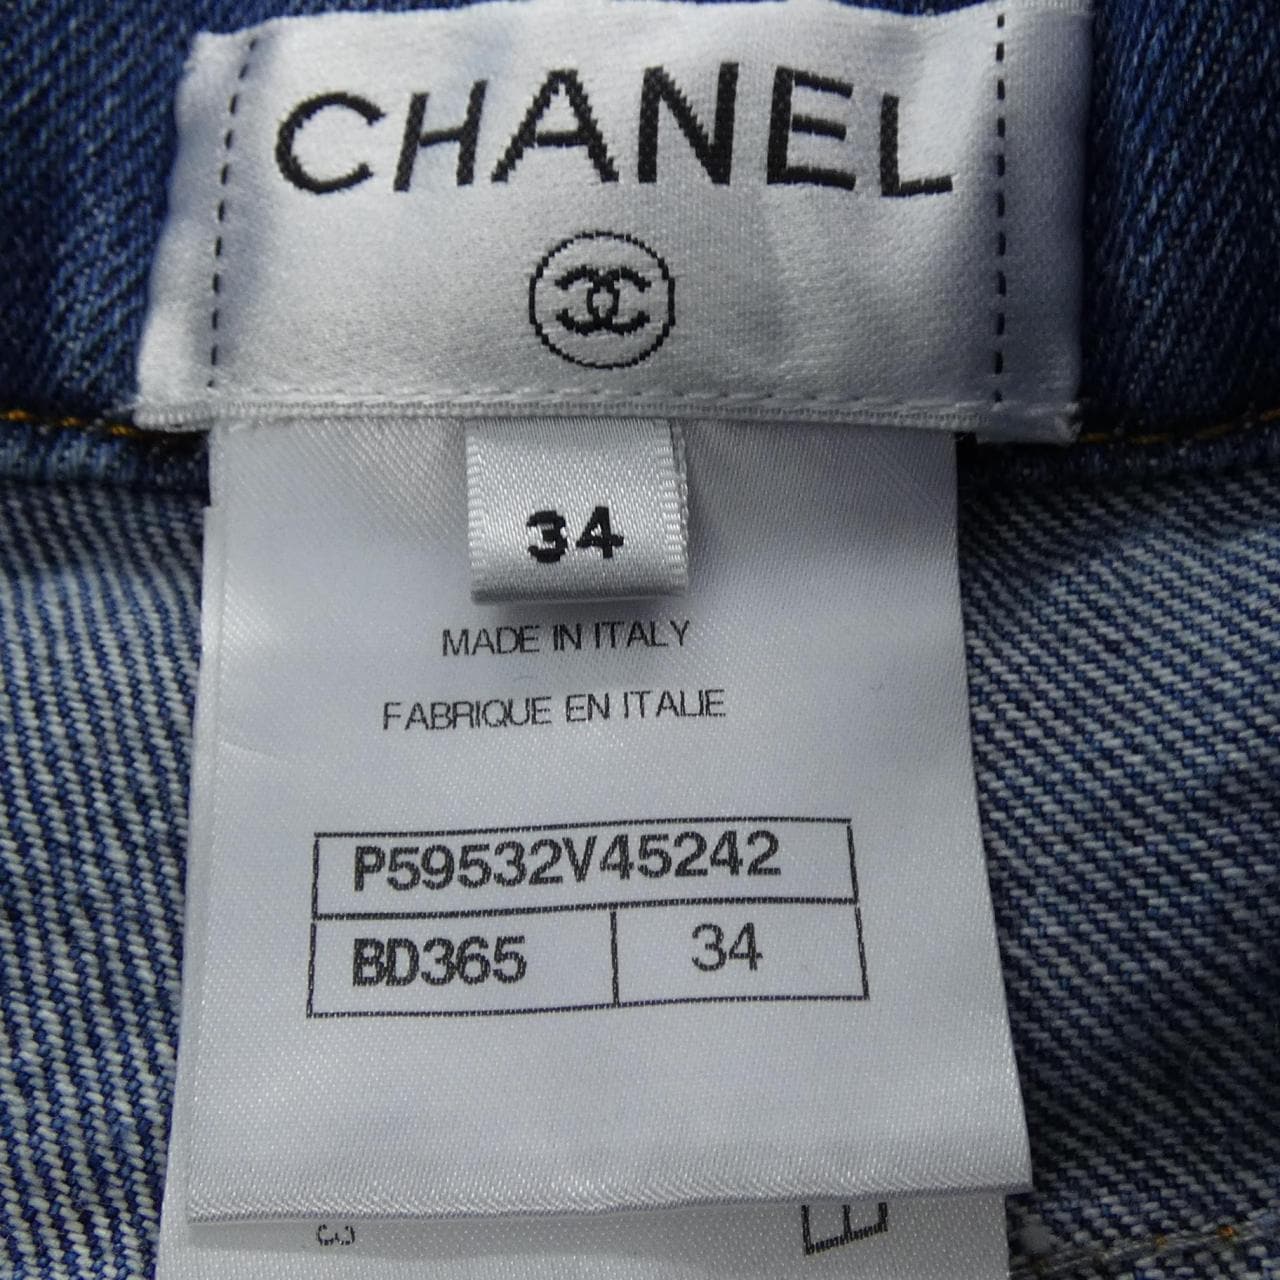 CHANEL
34
MADE IN ITALY
FABRIQUE EN ITALIE
P59532V45242
BD365 34